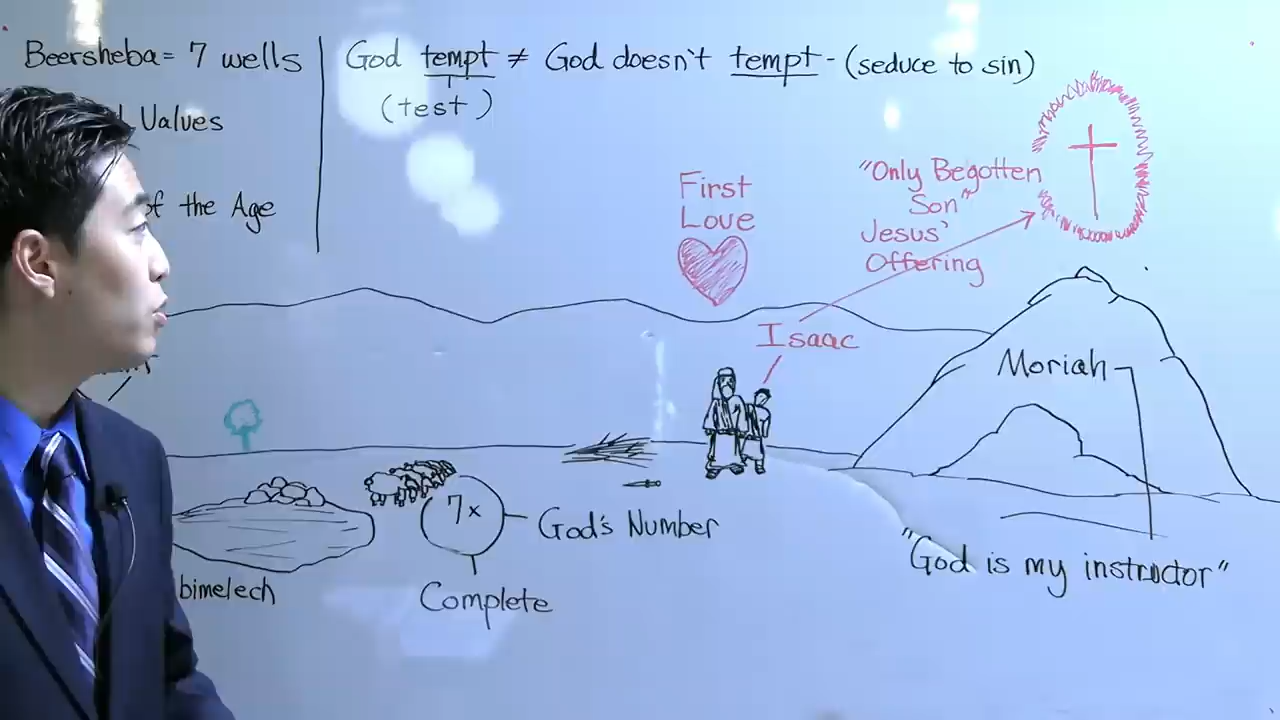 Beersheba = 7 wells
God tempt ≠ God doesn't tempt - (seduce to sin)
(test)
Values
of the Age
First
Love
"Only Begotten
Son"
Jesus'
Offering
Isaac
Moriah
7x
God's Number
Complete
bimelech
"God is my instructor"